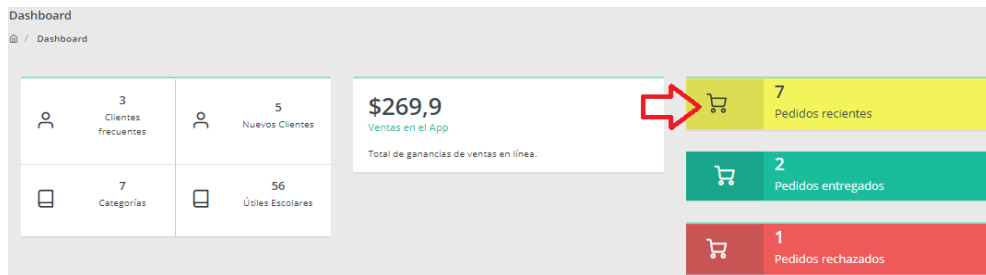 Dashboard
/ Dashboard
3
Clientes
frecuentes
5
Nuevos Clientes
7
Categorías
56
Útiles Escolares
$269,9
Ventas en el App
Total de ganancias de ventas en línea.
7
Pedidos recientes
2
Pedidos entregados
1
Pedidos rechazados